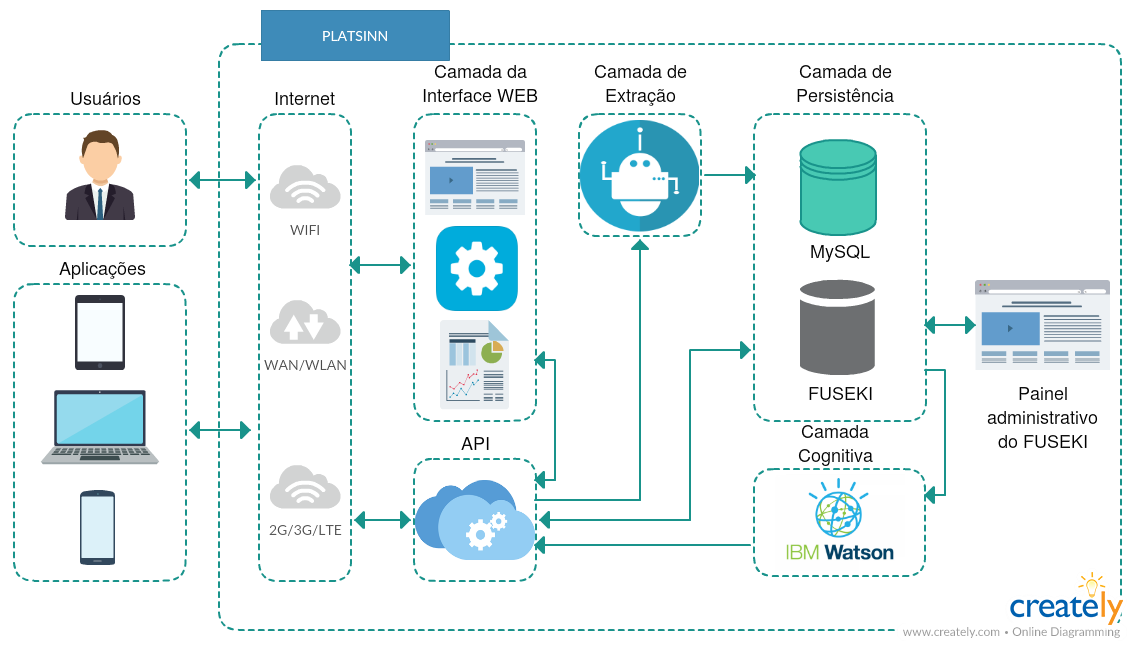 PLATSINN
Usuários
Internet
Camada da
Interface WEB
Camada de
Extração
Camada de
Persistência
WIFI
Aplicações
MySQL
WAN/WLAN
FUSEKI
Painel
administrativo
do FUSEKI
API
Camada
Cognitiva
2G/3G/LTE
IBM Watson
creately
www.creately.com • Online Diagramming